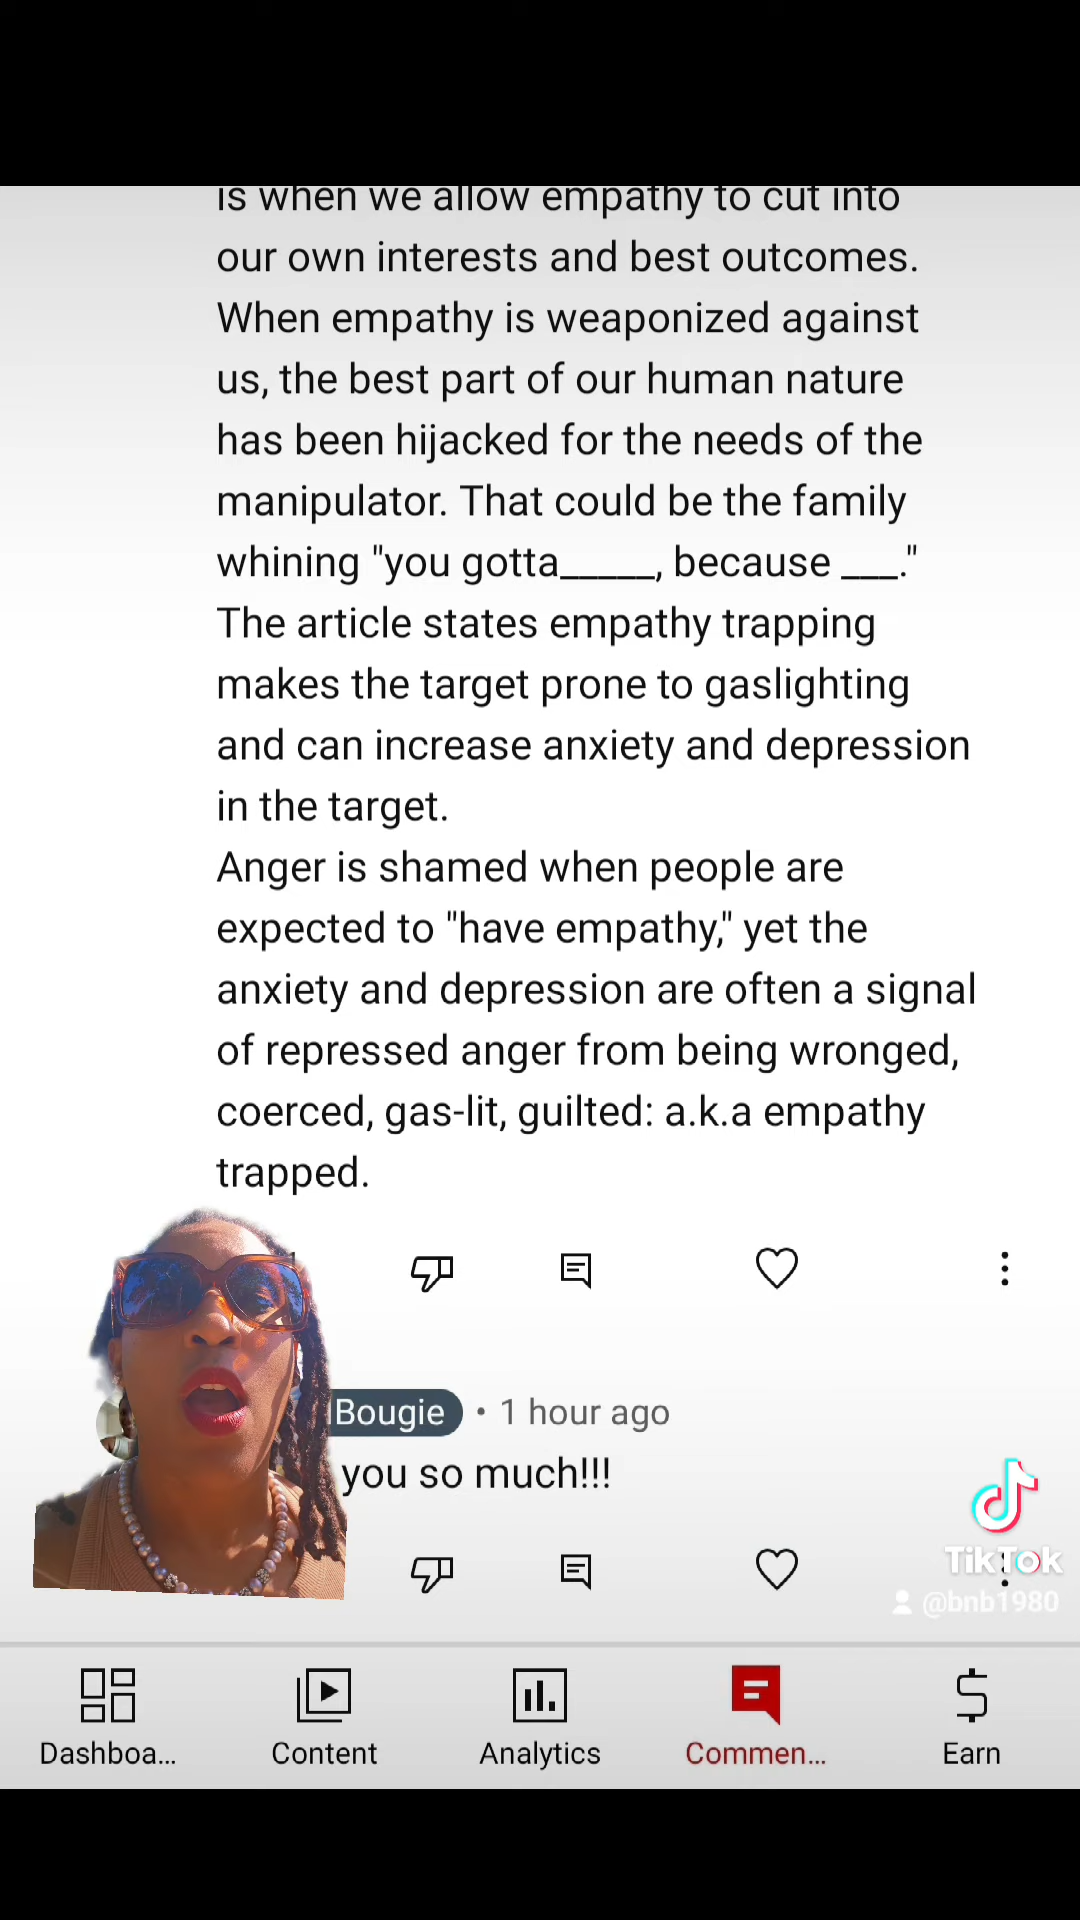 is when we allow empathy to cut into
our own interests and best outcomes.
When empathy is weaponized against
us, the best part of our human nature
has been hijacked for the needs of the
manipulator. That could be the family
whining "you gotta_____, because ___."
The article states empathy trapping
makes the target prone to gaslighting
and can increase anxiety and depression
in the target.
Anger is shamed when people are
expected to "have empathy," yet the
anxiety and depression are often a signal
of repressed anger from being wronged,
coerced, gas-lit, guilted: a.k.a empathy
trapped.
Bougie • 1 hour ago
you so much!!!
TikTok
@bnb1980
Dashboa... Content Analytics Commen... Earn